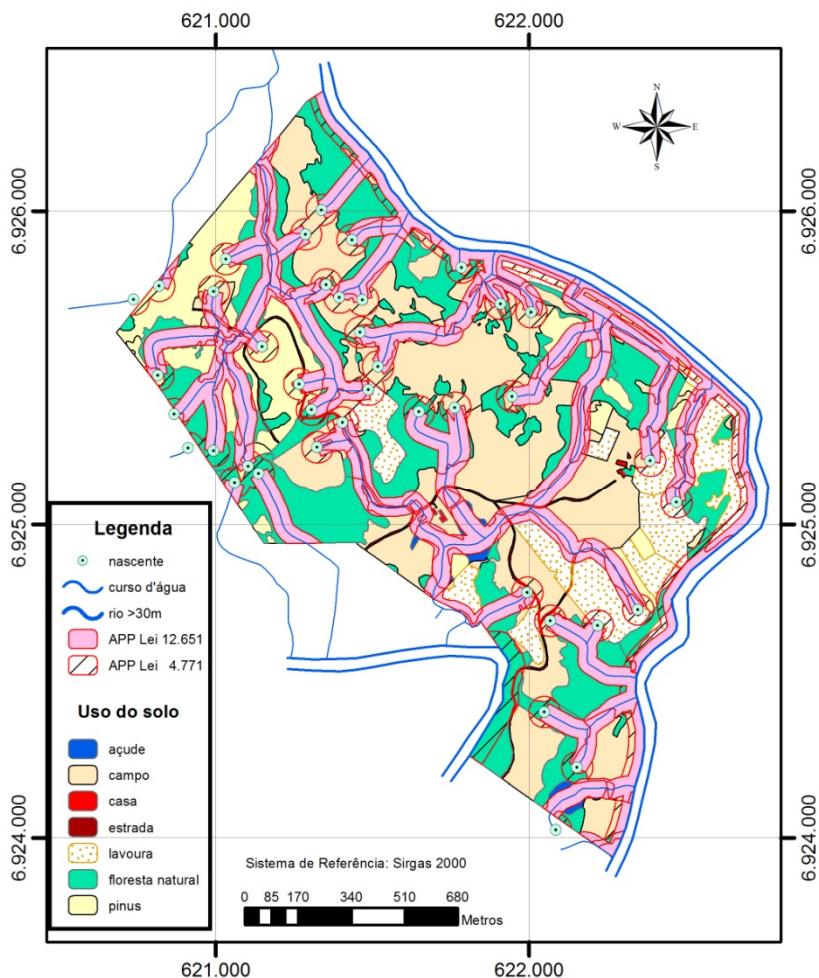 621.000 622.000
N
W E
S
6.926.000 6.926.000
6.925.000 6.925.000
Legenda
nascente
curso d'água
rio >30m
APP Lei 12.651
APP Lei 4.771
Uso do solo
açude
campo
casa
estrada
lavoura
floresta natural
pinus
6.924.000 6.924.000
Sistema de Referência: Sirgas 2000
0 85 170 340 510 680
Metros
621.000 622.000